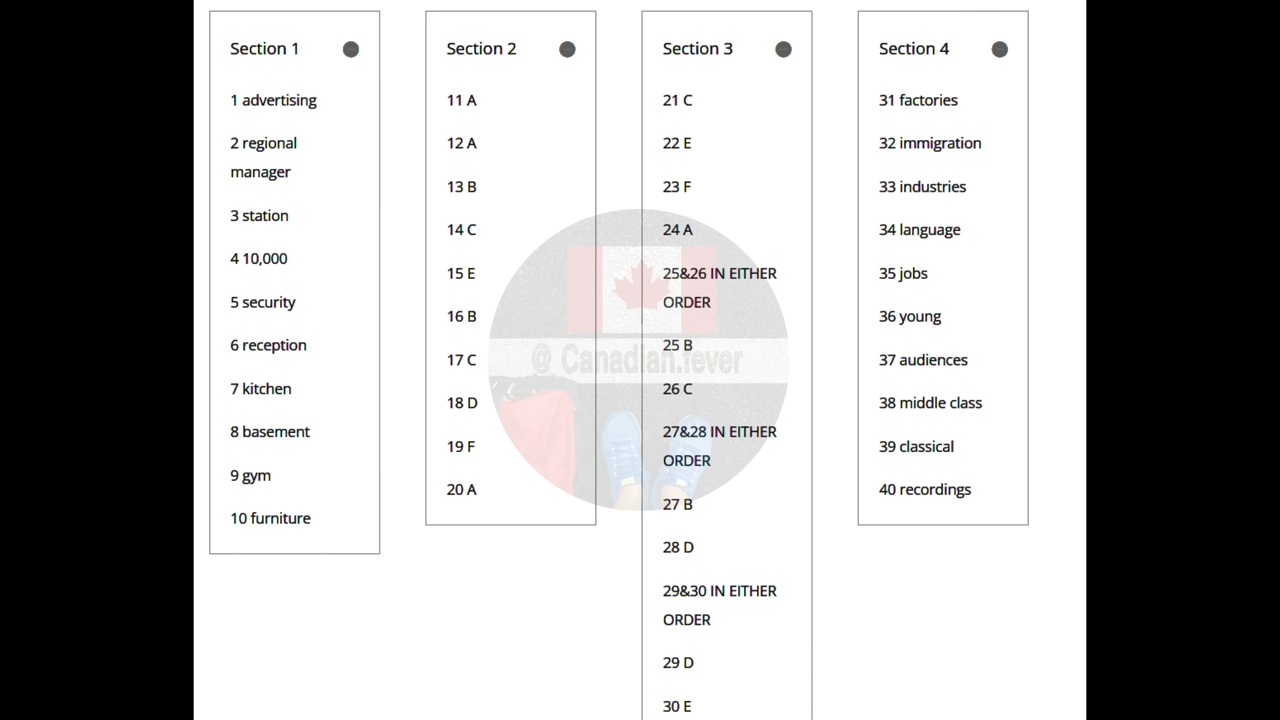 Section 1
1 advertising
2 regional
manager
3 station
4 10,000
5 security
6 reception
7 kitchen
8 basement
9 gym
10 furniture
Section 2
11 A
12 A
13 B
14 C
15 E
16 B
17 C
18 D
19 F
20 A
Section 3
21 C
22 E
23 F
24 A
25&26 IN EITHER
ORDER
25 B
26 C
27&28 IN EITHER
ORDER
27 B
28 D
29&30 IN EITHER
ORDER
29 D
30 E
Section 4
31 factories
32 immigration
33 industries
34 language
35 jobs
36 young
37 audiences
38 middle class
39 classical
40 recordings
@ Canadian.fever